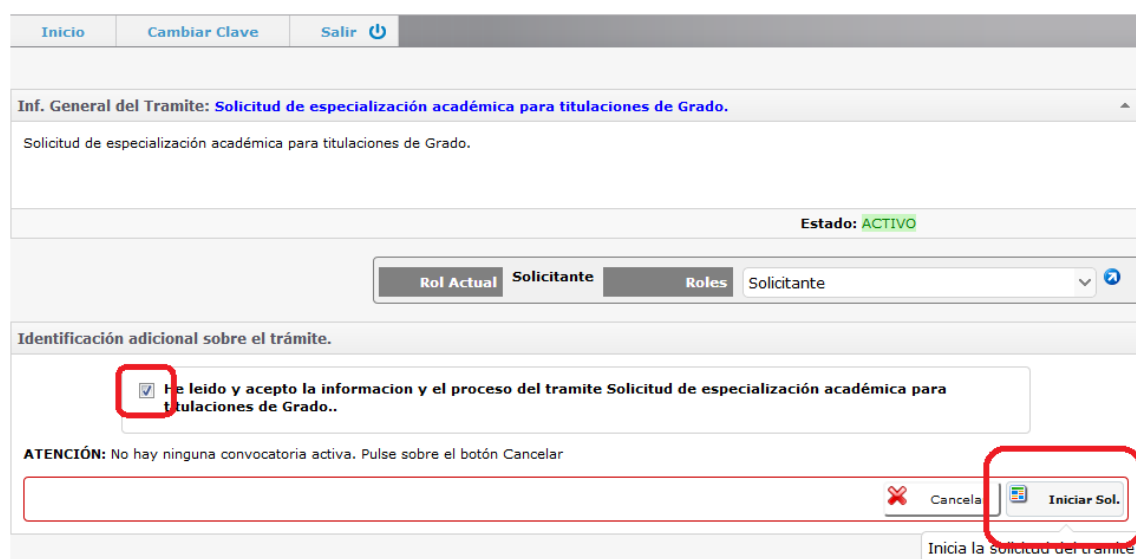 Inicio Cambiar Clave Salir
Inf. General del Tramite: Solicitud de especialización académica para titulaciones de Grado.
Solicitud de especialización académica para titulaciones de Grado.
Estado: ACTIVO
Rol Actual Solicitante Roles Solicitante
Identificación adicional sobre el trámite.
He leido y acepto la informacion y el proceso del tramite Solicitud de especialización académica para
titulaciones de Grado..
ATENCIÓN: No hay ninguna convocatoria activa. Pulse sobre el botón Cancelar
Cancelar Iniciar Sol.
Inicia la solicitud del trámite